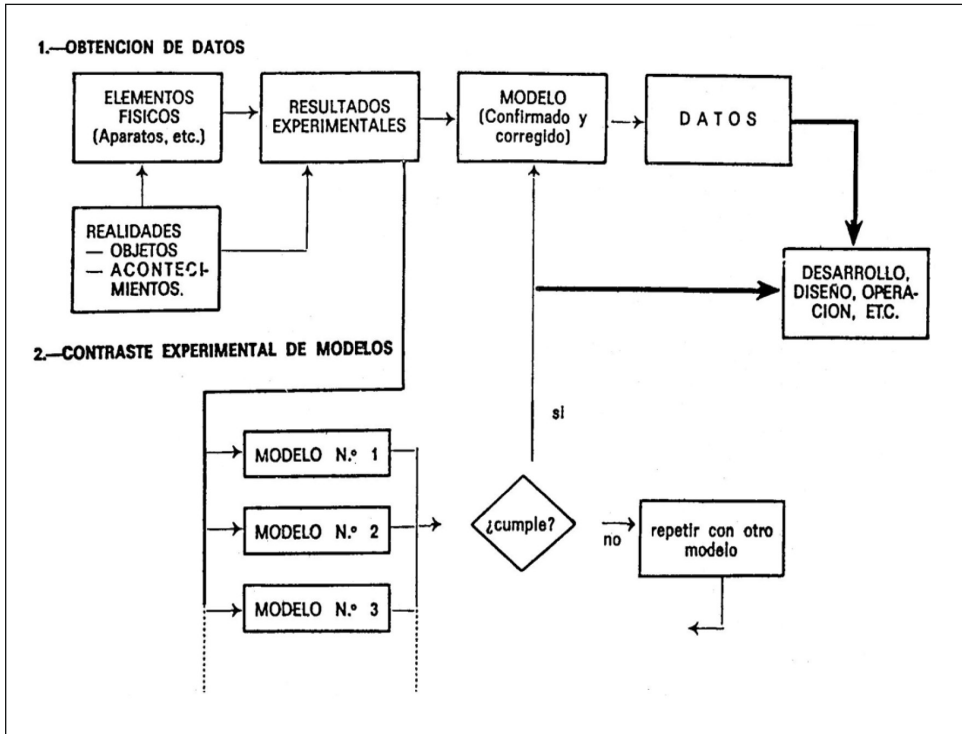 1.—OBTENCION DE DATOS
ELEMENTOS
FISICOS
(Aparatos, etc.)
RESULTADOS
EXPERIMENTALES
MODELO
(Confirmado y
corregido)
DATOS
REALIDADES
— OBJETOS
— ACONTECI-
MIENTOS.
DESARROLLO,
DISEÑO, OPERA-
CION, ETC.
2.—CONTRASTE EXPERIMENTAL DE MODELOS
si
MODELO N.º 1
MODELO N.º 2
MODELO N.º 3
¿cumple?
no
repetir con otro
modelo